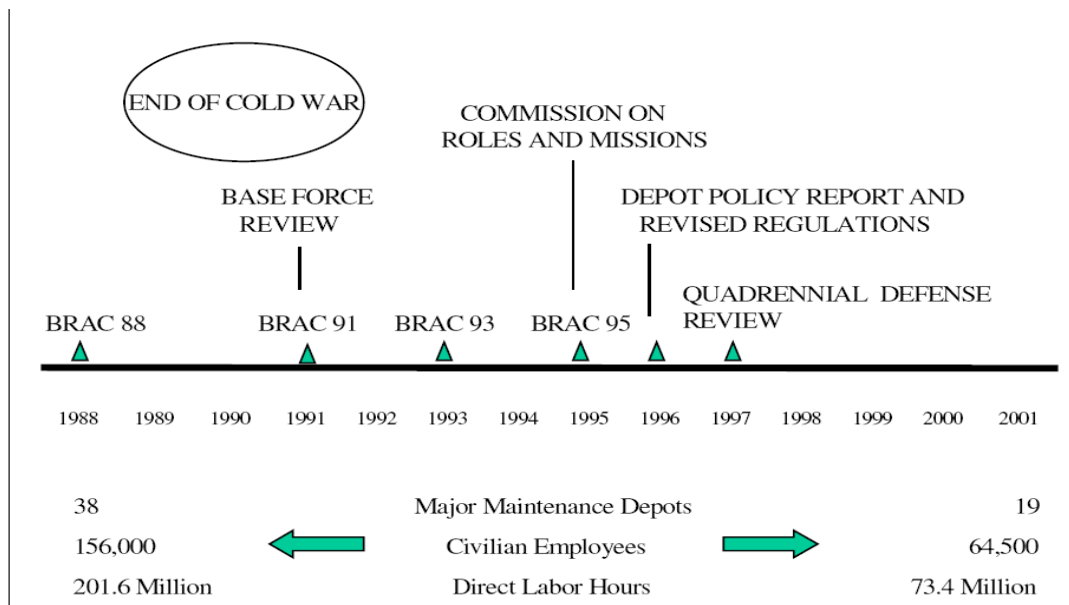 END OF COLD WAR
COMMISSION ON
ROLES AND MISSIONS
BASE FORCE
REVIEW
DEPOT POLICY REPORT AND
REVISED REGULATIONS
QUADRENNIAL DEFENSE
REVIEW
BRAC 88 BRAC 91 BRAC 93 BRAC 95
1988 1989 1990 1991 1992 1993 1994 1995 1996 1997 1998 1999 2000 2001
38 Major Maintenance Depots 19
156,000 Civilian Employees 64,500
201.6 Million Direct Labor Hours 73.4 Million